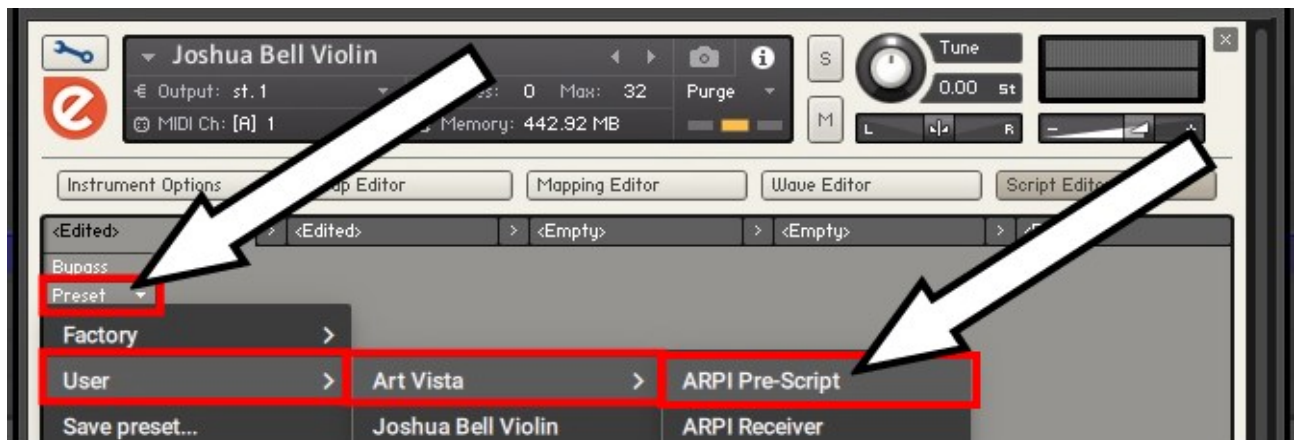 Joshua Bell Violin
Output: st.1
0 Max: 32
Purge
MIDI Ch: [A] 1
Memory: 442.92 MB
S
M
Tune
0.00 St
L R
- +
Instrument Options
Editor
Mapping Editor
Wave Editor
Script Editor
<Edited> > <Edited> > <Empty> > <Empty> >
Bypass
Preset
Factory >
User > Art Vista > ARPI Pre-Script
Save preset... Joshua Bell Violin ARPI Receiver